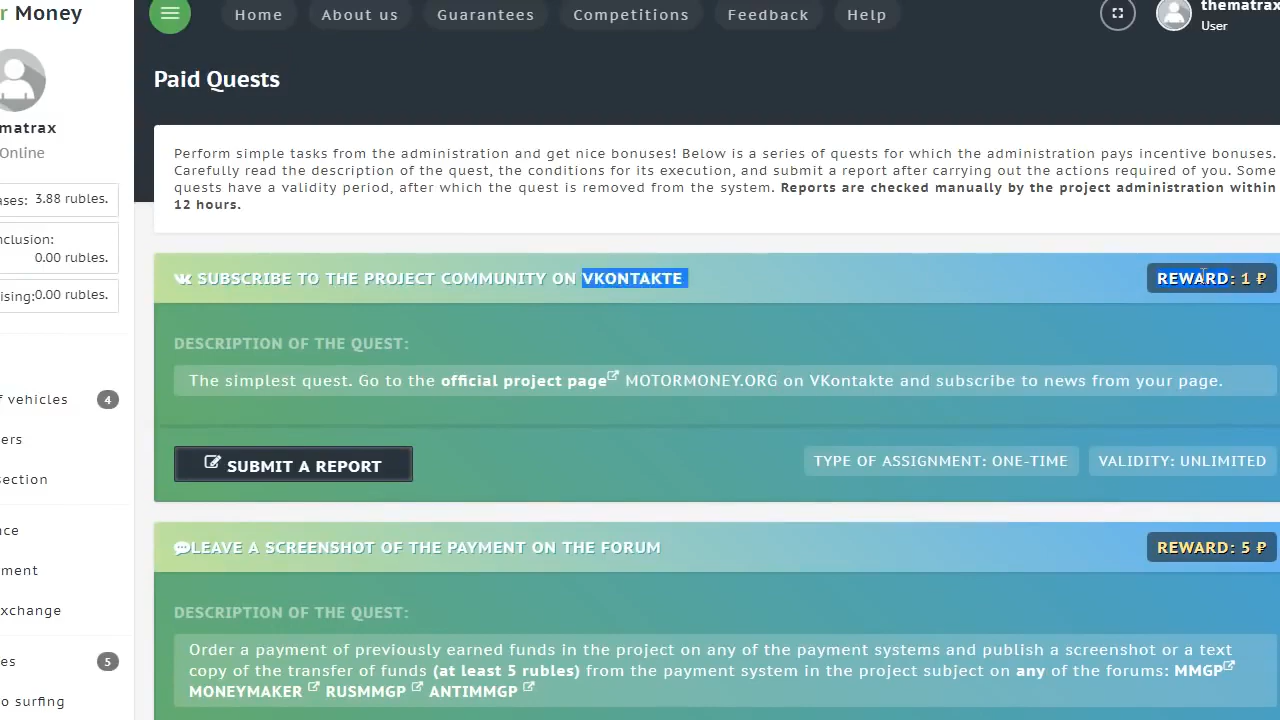 r Money
Home
About us
Guarantees
Competitions
Feedback
Help
thematrax
User
Paid Quests
matrax
Online
ases: 3.88 rubles.
nclusion:
0.00 rubles.
ising: 0.00 rubles.
f vehicles 4
ers
section
nce
ment
xchange
es 5
o surfing
Perform simple tasks from the administration and get nice bonuses! Below is a series of quests for which the administration pays incentive bonuses.
Carefully read the description of the quest, the conditions for its execution, and submit a report after carrying out the actions required of you. Some
quests have a validity period, after which the quest is removed from the system. Reports are checked manually by the project administration within
12 hours.
SUBSCRIBE TO THE PROJECT COMMUNITY ON VKONTAKTE
REWARD: 1 ₽
DESCRIPTION OF THE QUEST:
The simplest quest. Go to the official project page MOTORMONEY.ORG on VKontakte and subscribe to news from your page.
SUBMIT A REPORT
TYPE OF ASSIGNMENT: ONE-TIME
VALIDITY: UNLIMITED
LEAVE A SCREENSHOT OF THE PAYMENT ON THE FORUM
REWARD: 5 ₽
DESCRIPTION OF THE QUEST:
Order a payment of previously earned funds in the project on any of the payment systems and publish a screenshot or a text
copy of the transfer of funds (at least 5 rubles) from the payment system in the project subject on any of the forums: MMGP
MONEYMAKER RUSMMGP ANTIMMGP